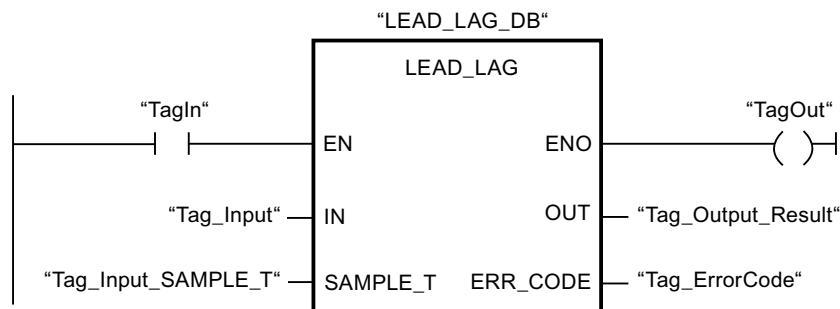 “LEAD_LAG_DB“
LEAD_LAG
“TagIn“
“TagOut“
EN
ENO
“Tag_Input“
IN
OUT
“Tag_Output_Result“
“Tag_Input_SAMPLE_T“
SAMPLE_T
ERR_CODE
“Tag_ErrorCode“